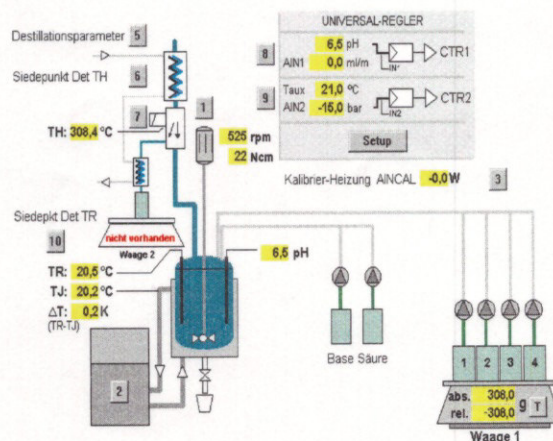 Destillationsparameter 5
Siedepunkt Det TH 6
7
TH: 308,4 °C
1
525 rpm
22 Ncm
UNIVERSAL-REGLER
8
6,5 pH
AIN1 0,0 ml/m
IN1
CTR1
9
Taux 21,0 °C
AIN2 -15,0 bar
IN2
CTR2
Setup
Kalibrier-Heizung AINCAL -0,0 W 3
Siedepkt Det TR
10
nicht vorhanden
Waage 2
TR: 20,5 °C
TJ: 20,2 °C
ΔT: 0,2 K
(TR-TJ)
6,5 pH
2
Base Säure
1 2 3 4
abs. 308,0
rel. -308,0
g T
Waage 1